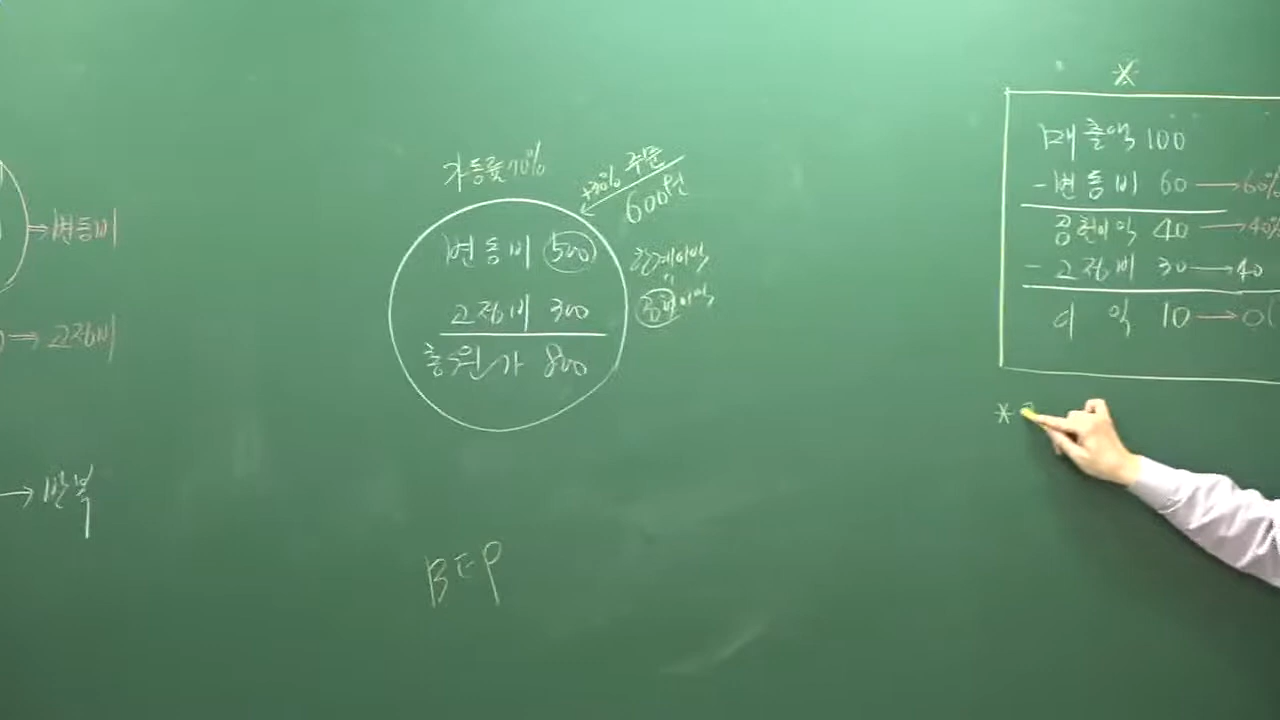 →변동비
→ 고정비
→ 반복
가동률 70%
+30% 주문
600원
변동비 500
고정비 300
총원가 800
한계이익
"
공헌이익
BEP
*
매출액 100
-변동비 60→60%
공헌이익 40→40%
-고정비 30→40
이익 10→0(
*